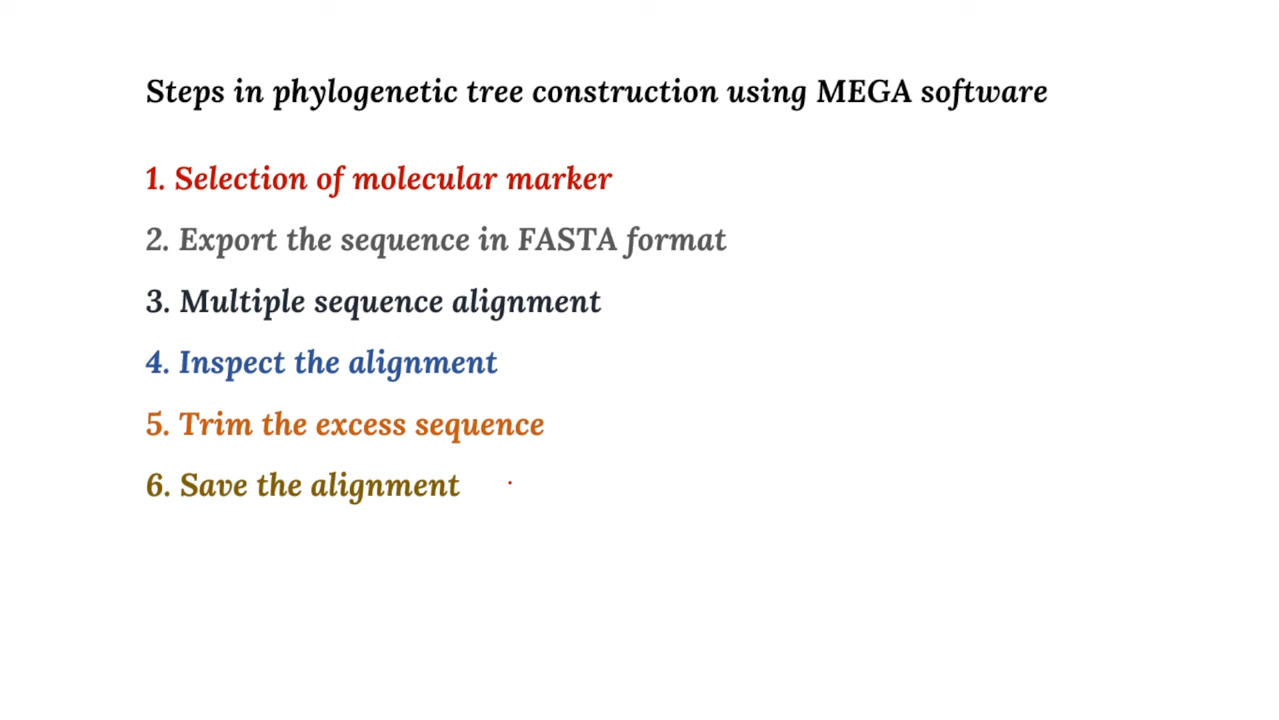 Steps in phylogenetic tree construction using MEGA software
1. Selection of molecular marker
2. Export the sequence in FASTA format
3. Multiple sequence alignment
4. Inspect the alignment
5. Trim the excess sequence
6. Save the alignment